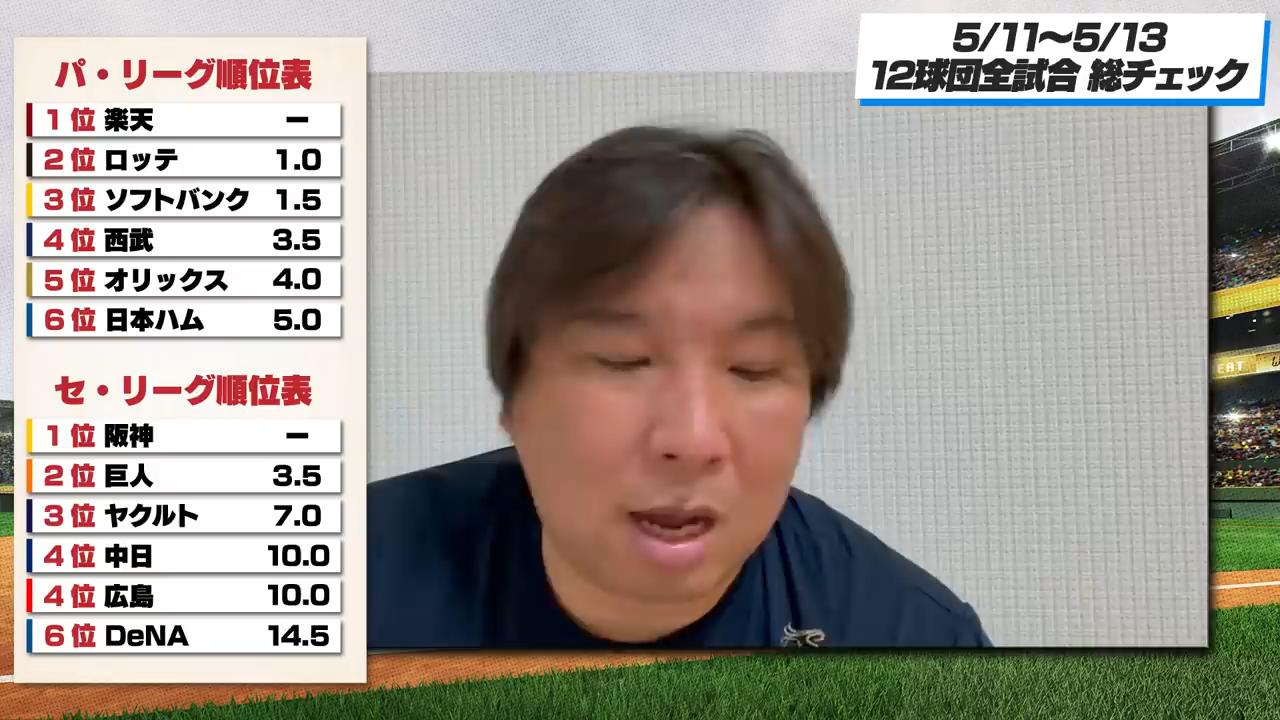 5/11〜5/13
12球団全試合 総チェック
パ・リーグ順位表
1位 楽天 ー
2位 ロッテ 1.0
3位 ソフトバンク 1.5
4位 西武 3.5
5位 オリックス 4.0
6位 日本ハム 5.0
セ・リーグ順位表
1位 阪神 ー
2位 巨人 3.5
3位 ヤクルト 7.0
4位 中日 10.0
4位 広島 10.0
6位 DeNA 14.5
EAT